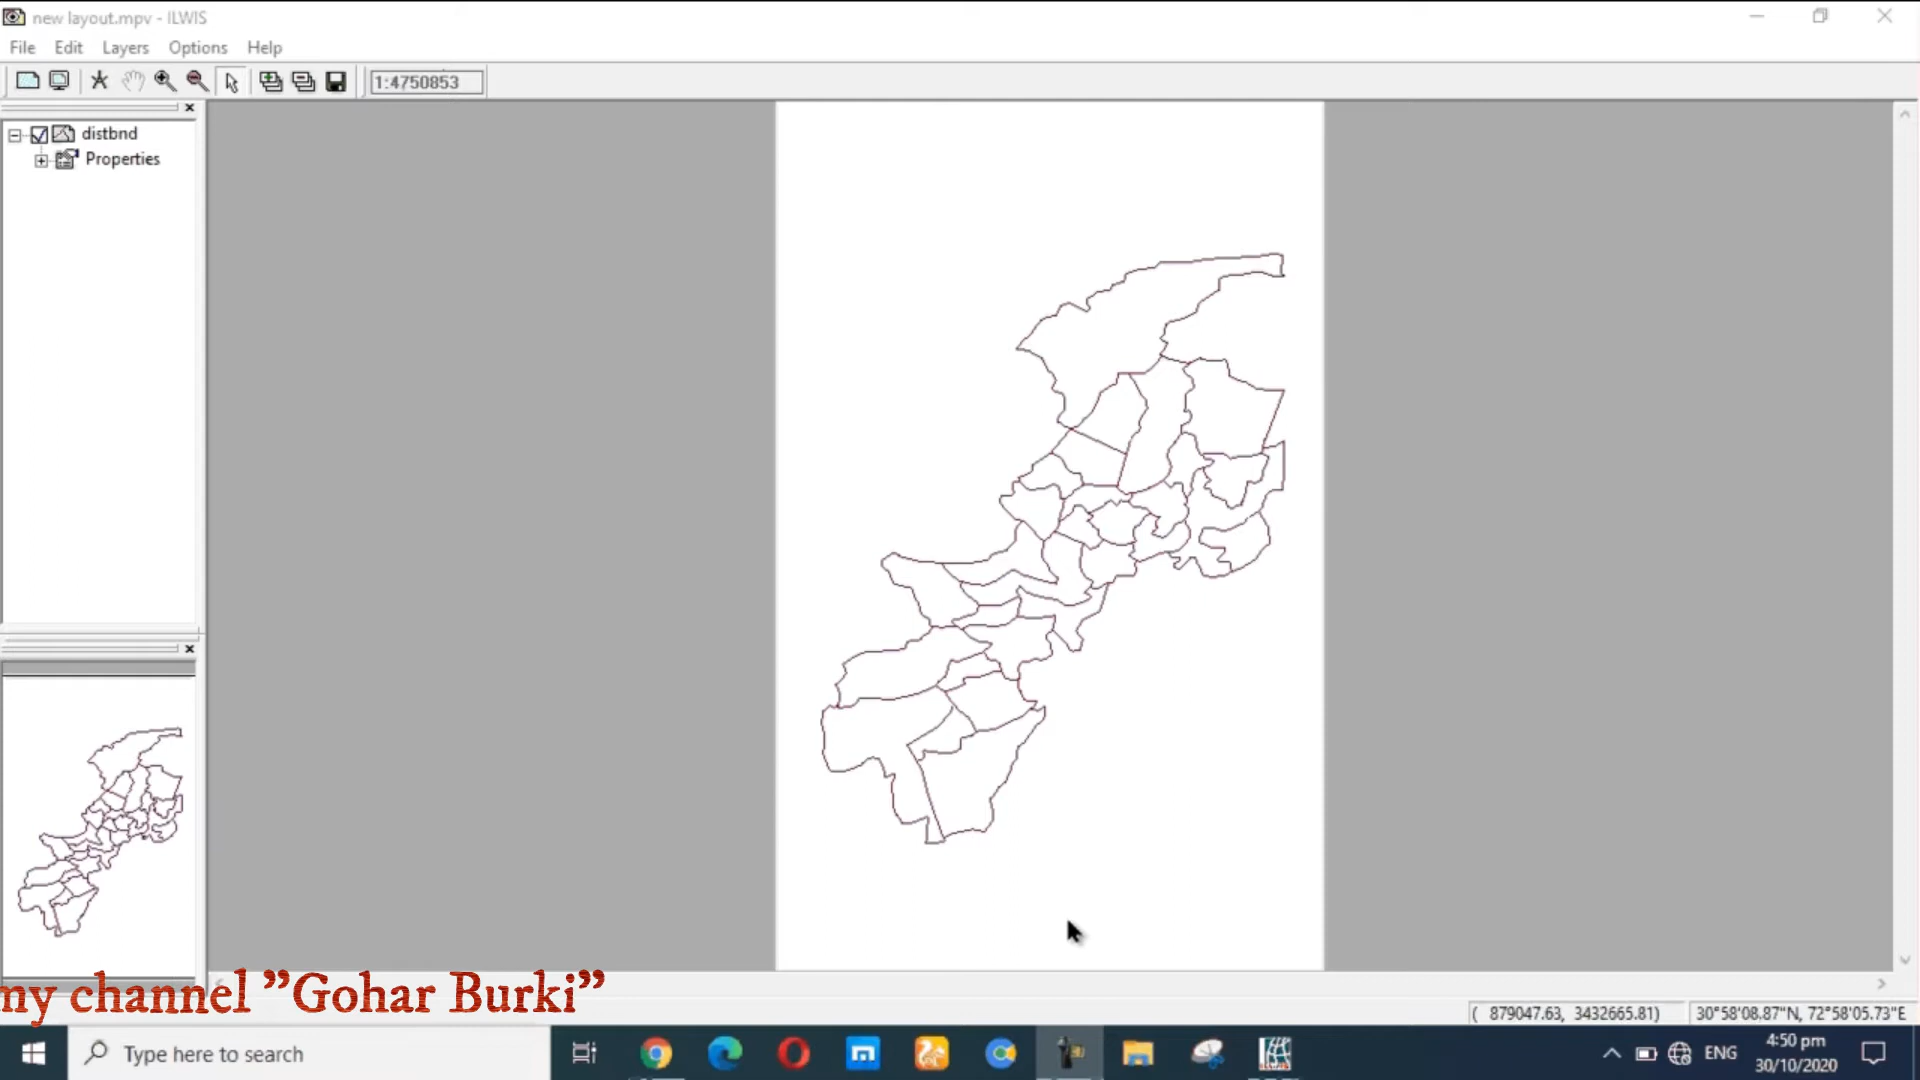 new layout.mpv - ILWIS
File Edit Layers Options Help
1:4750853
distbnd
Properties
my channel "Gohar Burki"
( 879047.63, 3432665.81) 30°58'08.87"N, 72°58'05.73"E
Type here to search
ENG
4:50 pm
30/10/2020